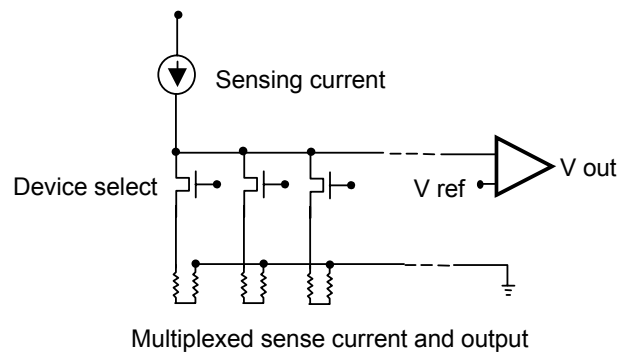 Sensing current
Device select
V ref
V out
Multiplexed sense current and output